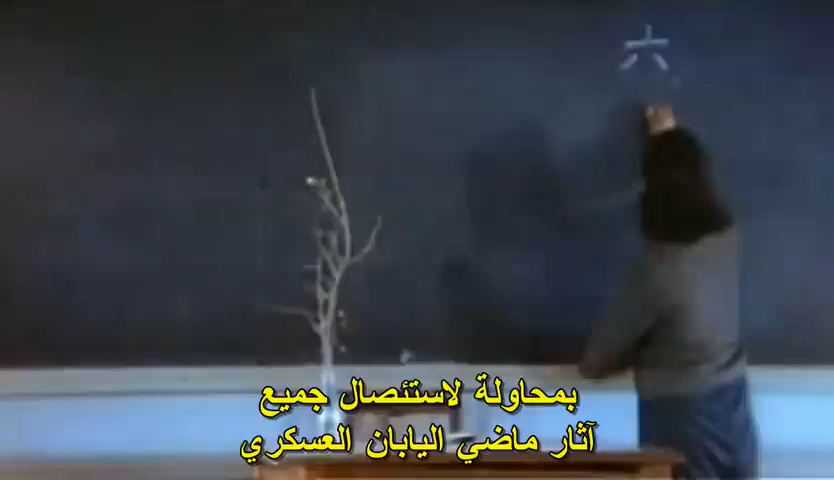 六
بمحاولة لاستئصال جميع
آثار ماضي اليابان العسكري